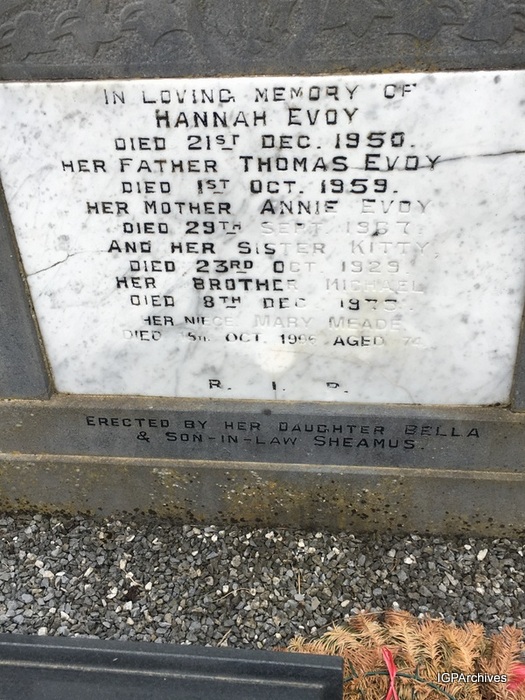 IN LOVING MEMORY OF
HANNAH EVOY
DIED 21ST DEC. 1950.
HER FATHER THOMAS EVOY
DIED 1ST OCT. 1959.
HER MOTHER ANNIE EVOY
DIED 29TH SEPT. 1967.
AND HER SISTER KITTY
DIED 23RD OCT. 1929
HER BROTHER MICHAEL
DIED 8TH DEC.
HER NIECE MARY MEADE
DIED OCT. AGED
R. I. P.
ERECTED BY HER DAUGHTER BELLA
& SON-IN-LAW SHEAMUS.
IGPArchives